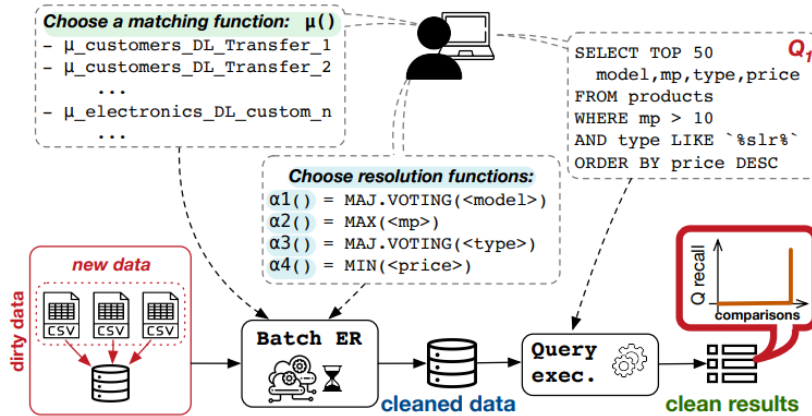 Choose a matching function: μ()
- μ_customers_DL_Transfer_1
- μ_customers_DL_Transfer_2
...
- μ_electronics_DL_custom_n
...
Q1
SELECT TOP 50
model,mp,type,price
FROM products
WHERE mp > 10
AND type LIKE `%slr%`
ORDER BY price DESC
Choose resolution functions:
α1() = MAJ.VOTING(<model>)
α2() = MAX(<mp>)
α3() = MAJ.VOTING(<type>)
α4() = MIN(<price>)
dirty data
new data
CSV
CSV
CSV
Batch ER
cleaned data
Query
exec.
Q recall
comparisons
clean results